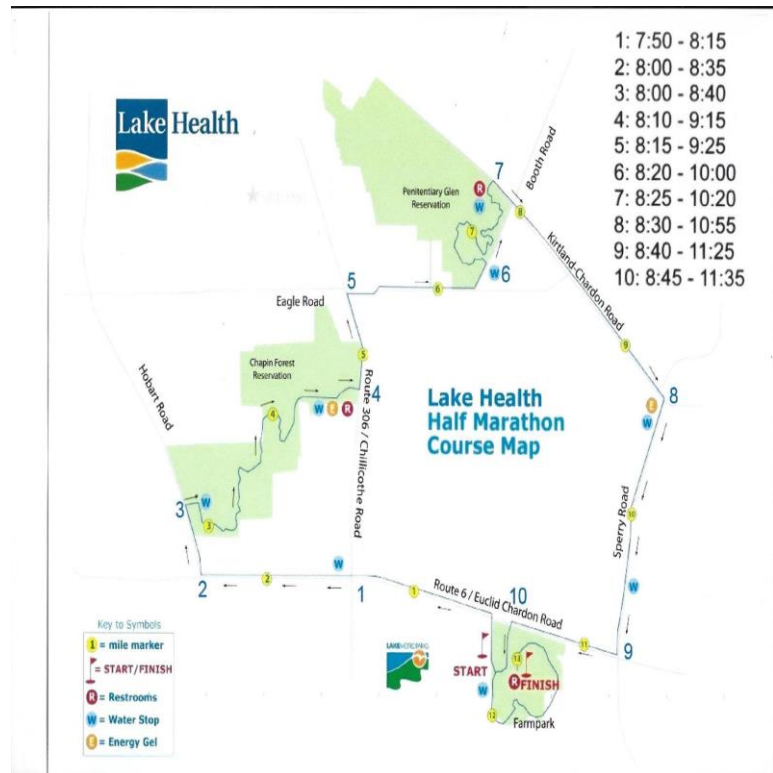 Lake Health
1: 7:50 - 8:15
2: 8:00 - 8:35
3: 8:00 - 8:40
4: 8:10 - 9:15
5: 8:15 - 9:25
6: 8:20 - 10:00
7: 8:25 - 10:20
8: 8:30 - 10:55
9: 8:40 - 11:25
10: 8:45 - 11:35
7
Booth Road
R
8
Penitentiary Glen
Reservation
W
7
Kirtland-Chardon Road
W
6
5
6
Eagle Road
9
5
Chapin Forest
Reservation
Hobart Road
4
8
Route 306 / Chillicothe Road
Lake Health
Half Marathon
Course Map
E
W
4
W
E
R
3
W
3
10
Sperry Road
W
W
2
2
1
1
Route 6 / Euclid Chardon Road
10
11
9
Key to Symbols
1 = mile marker
= START/FINISH
R = Restrooms
W = Water Stop
E = Energy Gel
LAKE METROPARKS
START
W
13
R
FINISH
12
Farmpark